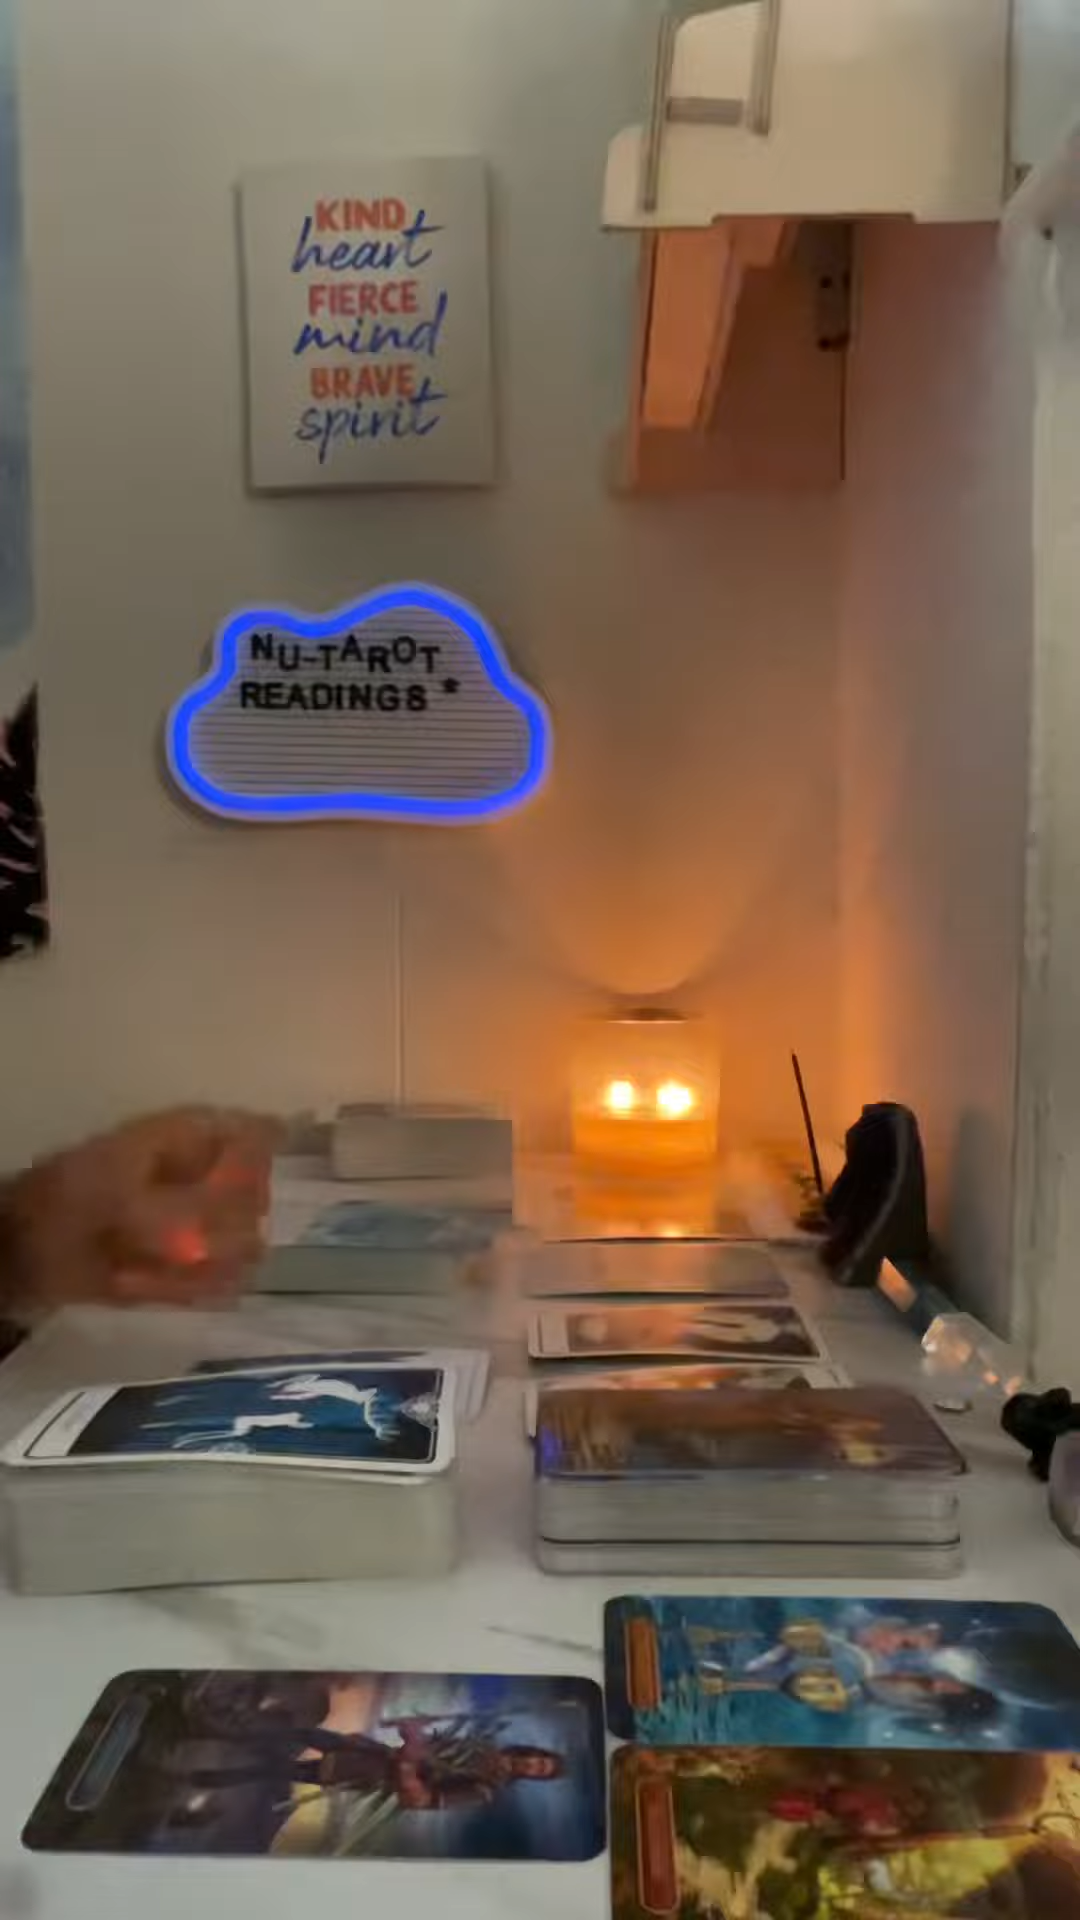 KIND
heart
FIERCE
mind
BRAVE
spirit
NU-TAROT
READINGS*